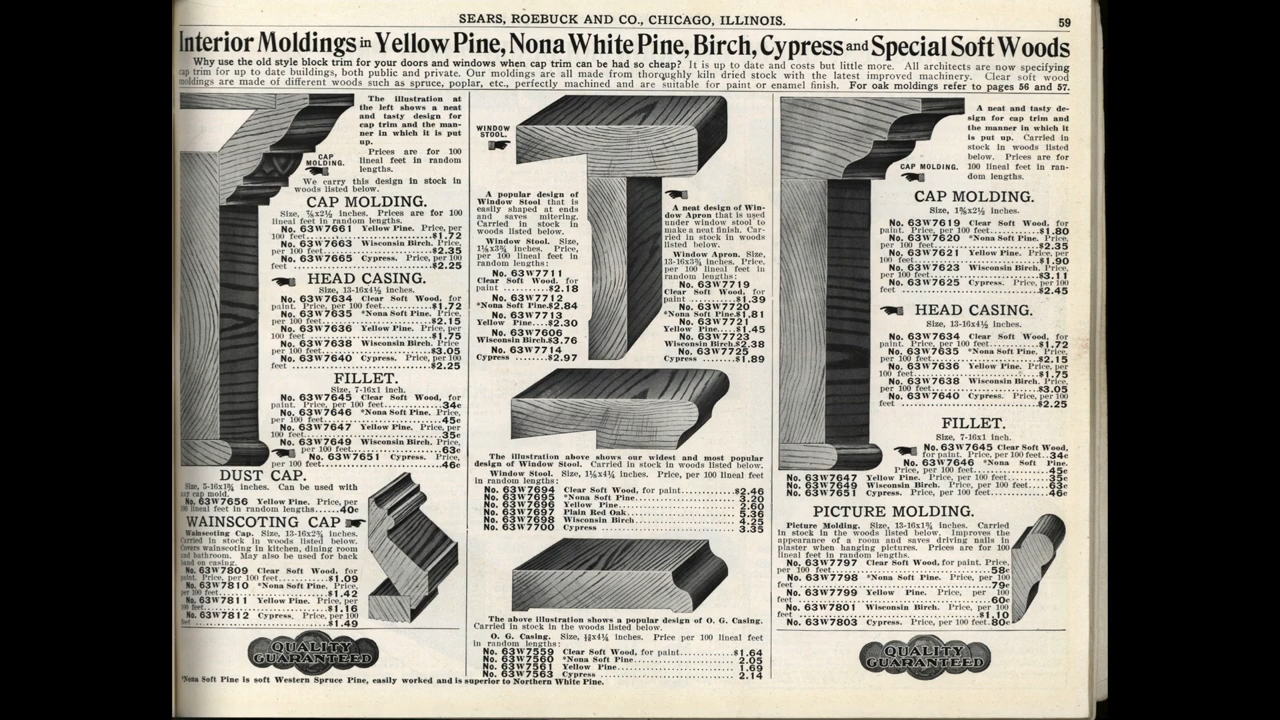 SEARS, ROEBUCK AND CO., CHICAGO, ILLINOIS.
59
Interior Moldings in Yellow Pine, Nona White Pine, Birch, Cypress and Special Soft Woods
Why use the old style block trim for your doors and windows when cap trim can be had so cheap? It is up to date and costs but little more. All architects are now specifying
cap trim for up to date buildings, both public and private. Our moldings are all made from thoroughly kiln dried stock with the latest improved machinery. Clear soft wood
moldings are made of different woods such as spruce, poplar, etc., perfectly machined and are suitable for paint or enamel finish. For oak moldings refer to pages 56 and 57.
The illustration at
the left shows a neat
and tasty design for
cap trim and the man-
ner in which it is put
up.
Prices are for 100
lineal feet in random
lengths.
CAP
MOLDING.
We carry this design in stock in
woods listed below.
CAP MOLDING.
Size, 7/8x2½ inches. Prices are for 100
lineal feet in random lengths.
No. 63W7661 Yellow Pine. Price, per
100 feet....$1.72
No. 63W7663 Wisconsin Birch. Price,
per 100 feet....$2.35
No. 63W7665 Cypress. Price, per 100
feet....$2.25
HEAD CASING.
Size, 13-16x4½ inches.
No. 63W7634 Clear Soft Wood, for
paint. Price, per 100 feet....$1.72
No. 63W7635 *Nona Soft Pine. Price,
per 100 feet....$2.15
No. 63W7636 Yellow Pine. Price, per
100 feet....$1.75
No. 63W7638 Wisconsin Birch. Price,
per 100 feet....$3.05
No. 63W7640 Cypress. Price, per 100
feet....$2.25
FILLET.
Size, 7-16x1 inch.
No. 63W7645 Clear Soft Wood, for
paint. Price, per 100 feet....34c
No. 63W7646 *Nona Soft Pine. Price,
per 100 feet....45c
No. 63W7647 Yellow Pine. Price, per
100 feet....35c
No. 63W7649 Wisconsin Birch. Price,
per 100 feet....63c
No. 63W7651 Cypress. Price,
per 100 feet....46c
DUST CAP.
Size, 5-16x1¾ inches. Can be used with
any cap mold.
No. 63W7656 Yellow Pine. Price, per
100 lineal feet in random lengths....40c
WAINSCOTING CAP
Wainscoting Cap. Size, 13-16x2¾ inches.
Carried in stock in woods listed below.
Covers wainscoting in kitchen, dining room
and bathroom. May also be used for back
band on casing.
No. 63W7809 Clear Soft Wood, for
paint. Price, per 100 feet....$1.09
No. 63W7810 *Nona Soft Pine. Price,
per 100 feet....$1.42
No. 63W7811 Yellow Pine. Price, per
100 feet....$1.16
No. 63W7812 Cypress. Price, per 100
feet....$1.49
QUALITY
GUARANTEED
*Nona Soft Pine is soft Western Spruce Pine, easily worked and is superior to Northern White Pine.
WINDOW
STOOL.
A popular design of
Window Stool that is
easily shaped at ends
and saves mitering.
Carried in stock in
woods listed below.
Window Stool. Size,
inches. Price,
per 100 lineal feet in
random lengths:
No. 63W7711
Clear Soft Wood, for
paint....$2.18
No. 63W7712
*Nona Soft Pine.$2.84
No. 63W7713
Yellow Pine....$2.30
No. 63W7606
Wisconsin Birch.$3.76
No. 63W7714
Cypress....$2.97
A neat design of Win-
dow Apron that is used
under window stool to
make a neat finish. Car-
ried in stock in woods
listed below.
Window Apron. Size,
inches. Price,
per 100 lineal feet in
random lengths:
No. 63W7719
Clear Soft Wood, for
paint....$1.39
No. 63W7720
*Nona Soft Pine.$1.81
No. 63W7721
Yellow Pine....$1.45
No. 63W7723
Wisconsin Birch.$2.38
No. 63W7725
Cypress....$1.89
The illustration above shows our widest and most popular
design of Window Stool. Carried in stock in woods listed below.
Window Stool. Size, inches. Price, per 100 lineal feet
in random lengths:
No. 63W7694 Clear Soft Wood, for paint....$2.46
No. 63W7695 *Nona Soft Pine....3.20
No. 63W7696 Yellow Pine....2.60
No. 63W7697 Plain Red Oak....5.36
No. 63W7698 Wisconsin Birch....4.25
No. 63W7700 Cypress....3.35
The above illustration shows a popular design of O. G. Casing.
Carried in stock in the woods listed below.
O. G. Casing. Size, inches. Price per 100 lineal feet
in random lengths:
No. 63W7559 Clear Soft Wood, for paint....$1.64
No. 63W7560 *Nona Soft Pine....2.05
No. 63W7561 Yellow Pine....1.69
No. 63W7563 Cypress....2.14
A neat and tasty de-
sign for cap trim and
the manner in which it
is put up. Carried in
stock in woods listed
below. Prices are for
100 lineal feet in ran-
dom lengths.
CAP MOLDING.
CAP MOLDING.
Size, inches.
No. 63W7619 Clear Soft Wood, for
paint. Price, per 100 feet....$1.80
No. 63W7620 *Nona Soft Pine. Price,
per 100 feet....$2.35
No. 63W7621 Yellow Pine. Price,
per 100 feet....$1.90
No. 63W7623 Wisconsin Birch. Price,
per 100 feet....$3.11
No. 63W7625 Cypress. Price, per 100
feet....$2.45
HEAD CASING.
Size, 13-16x4½ inches.
No. 63W7634 Clear Soft Wood, for
paint. Price, per 100 feet....$1.72
No. 63W7635 *Nona Soft Pine. Price,
per 100 feet....$2.15
No. 63W7636 Yellow Pine. Price, per
100 feet....$1.75
No. 63W7638 Wisconsin Birch. Price,
per 100 feet....$3.05
No. 63W7640 Cypress. Price, per 100
feet....$2.25
FILLET.
Size, 7-16x1 inch.
No. 63W7645 Clear Soft Wood,
for paint. Price, per 100 feet..34c
No. 63W7646 *Nona Soft Pine.
Price, per 100 feet....45c
No. 63W7647 Yellow Pine. Price, per 100 feet....35c
No. 63W7649 Wisconsin Birch. Price, per 100 feet....63c
No. 63W7651 Cypress. Price, per 100 feet....46c
PICTURE MOLDING.
Picture Molding. Size, 13-16x1¾ inches. Carried
in stock in the woods listed below. Improves the
appearance of a room and saves driving nails in
plaster when hanging pictures. Prices are for 100
lineal feet in random lengths.
No. 63W7797 Clear Soft Wood, for paint. Price,
per 100 feet....58c
No. 63W7798 *Nona Soft Pine. Price, per 100
feet....79c
No. 63W7799 Yellow Pine. Price, per 100
feet....60c
No. 63W7801 Wisconsin Birch. Price, per 100
feet....$1.10
No. 63W7803 Cypress. Price, per 100 feet.80c
QUALITY
GUARANTEED